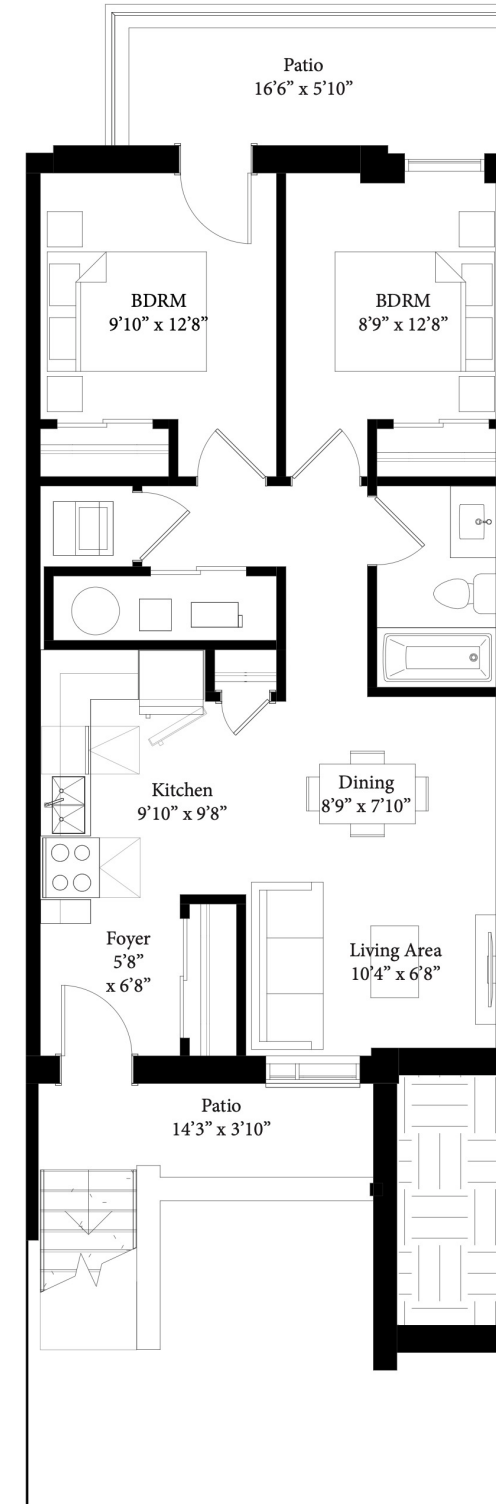 Patio
16’6” x 5’10”
BDRM
9’10” x 12’8”
BDRM
8’9” x 12’8”
Kitchen
9’10” x 9’8”
Dining
8’9” x 7’10”
Foyer
5’8”
x 6’8”
Living Area
10’4” x 6’8”
Patio
14’3” x 3’10”